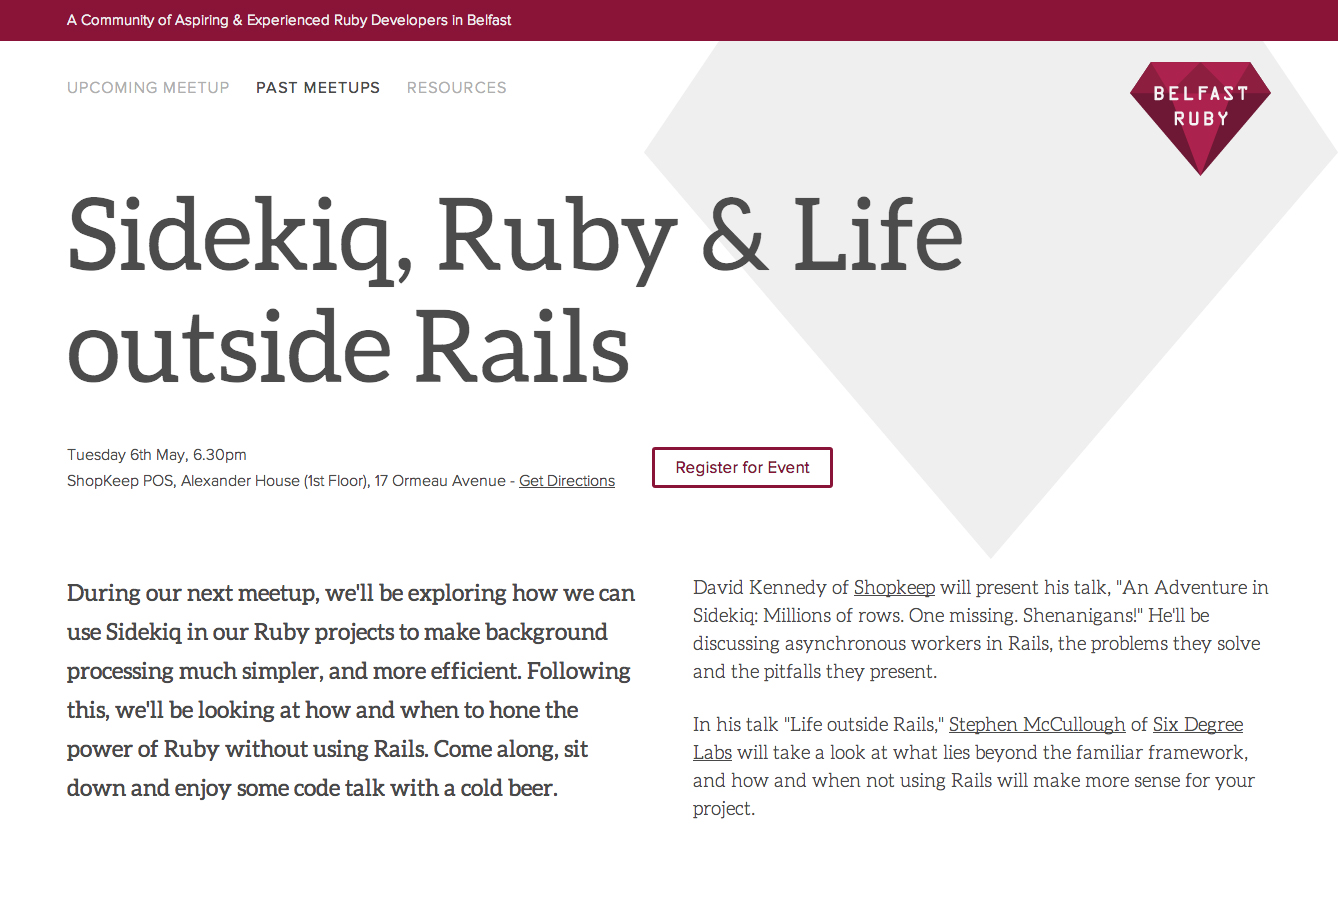 A Community of Aspiring & Experienced Ruby Developers in Belfast
UPCOMING MEETUP PAST MEETUPS RESOURCES
BELFAST
RUBY
Sidekiq, Ruby & Life
outside Rails
Tuesday 6th May, 6.30pm
ShopKeep POS, Alexander House (1st Floor), 17 Ormeau Avenue - Get Directions
Register for Event
During our next meetup, we'll be exploring how we can
use Sidekiq in our Ruby projects to make background
processing much simpler, and more efficient. Following
this, we'll be looking at how and when to hone the
power of Ruby without using Rails. Come along, sit
down and enjoy some code talk with a cold beer.
David Kennedy of Shopkeep will present his talk, "An Adventure in
Sidekiq: Millions of rows. One missing. Shenanigans!" He'll be
discussing asynchronous workers in Rails, the problems they solve
and the pitfalls they present.
In his talk "Life outside Rails," Stephen McCullough of Six Degree
Labs will take a look at what lies beyond the familiar framework,
and how and when not using Rails will make more sense for your
project.